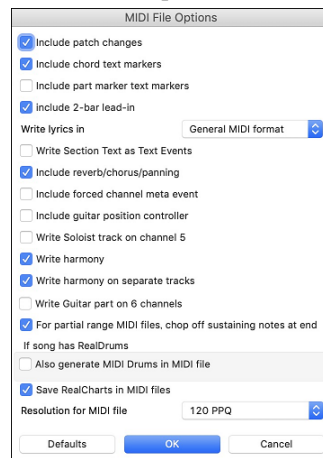 MIDI File Options
Include patch changes
Include chord text markers
Include part marker text markers
include 2-bar lead-in
Write lyrics in General MIDI format
Write Section Text as Text Events
Include reverb/chorus/panning
Include forced channel meta event
Include guitar position controller
Write Soloist track on channel 5
Write harmony
Write harmony on separate tracks
Write Guitar part on 6 channels
For partial range MIDI files, chop off sustaining notes at end
If song has RealDrums
Also generate MIDI Drums in MIDI file
Save RealCharts in MIDI files
Resolution for MIDI file 120 PPQ
Defaults OK Cancel